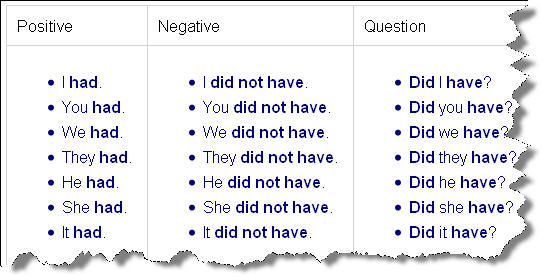 Positive Negative Question
I had. I did not have. Did I have?
You had. You did not have. Did you have?
We had. We did not have. Did we have?
They had. They did not have. Did they have?
He had. He did not have. Did he have?
She had. She did not have. Did she have?
It had. It did not have. Did it have?